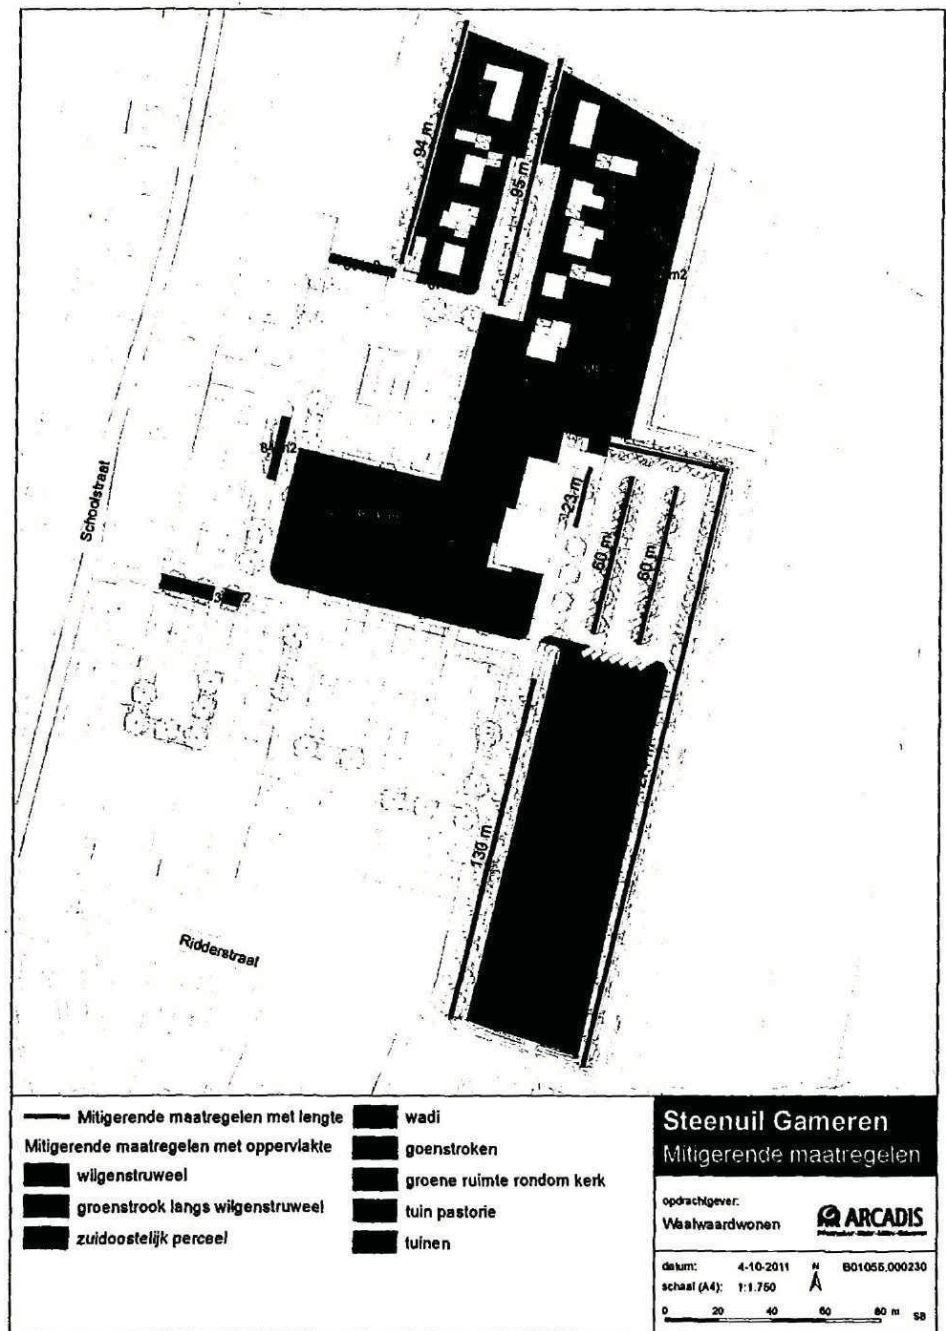 94 m
95 m
m2
23 m
60 m
60 m
130 m
Schoolstraat
Ridderstraat
Mitigerende maatregelen met lengte
Mitigerende maatregelen met oppervlakte
wilgenstruweel
groenstrook langs wilgenstruweel
zuidoostelijk perceel
wadi
goenstroken
groene ruimte rondom kerk
tuin pastorie
tuinen
Steenuil Gameren
Mitigerende maatregelen
opdrachtgever:
Waalwaardwonen
ARCADIS
datum: 4-10-2011 N B01055.000230
schaal (A4): 1:1.750
0 20 40 60 80 m SB